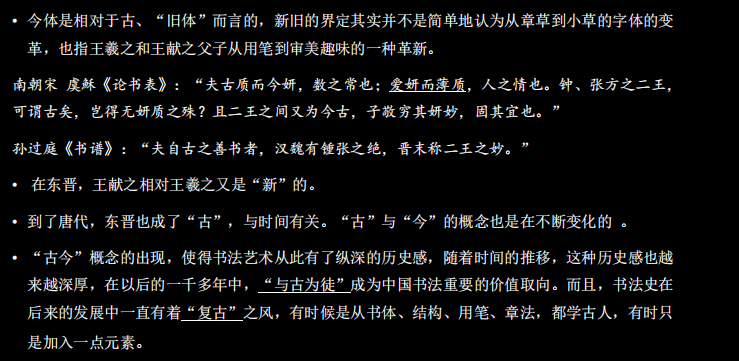 • 今体是相对于古、“旧体”而言的，新旧的界定其实并不是简单地认为从章草到小草的字体的变
革，也指王羲之和王献之父子从用笔到审美趣味的一种革新。
南朝宋 虞稣《论书表》：“夫古质而今妍，数之常也；爱妍而薄质，人之情也。钟、张方之二王，
可谓古矣，岂得无妍质之殊？且二王之间又为今古，子敬穷其妍妙，固其宜也。”
孙过庭《书谱》：“夫自古之善书者，汉魏有锺张之绝，晋末称二王之妙。”
• 在东晋，王献之相对王羲之又是“新”的。
• 到了唐代，东晋也成了“古”，与时间有关。“古”与“今”的概念也是在不断变化的 。
• “古今”概念的出现，使得书法艺术从此有了纵深的历史感，随着时间的推移，这种历史感也越
来越深厚，在以后的一千多年中，“与古为徒”成为中国书法重要的价值取向。而且，书法史在
后来的发展中一直有着“复古”之风，有时候是从书体、结构、用笔、章法，都学古人，有时只
是加入一点元素。